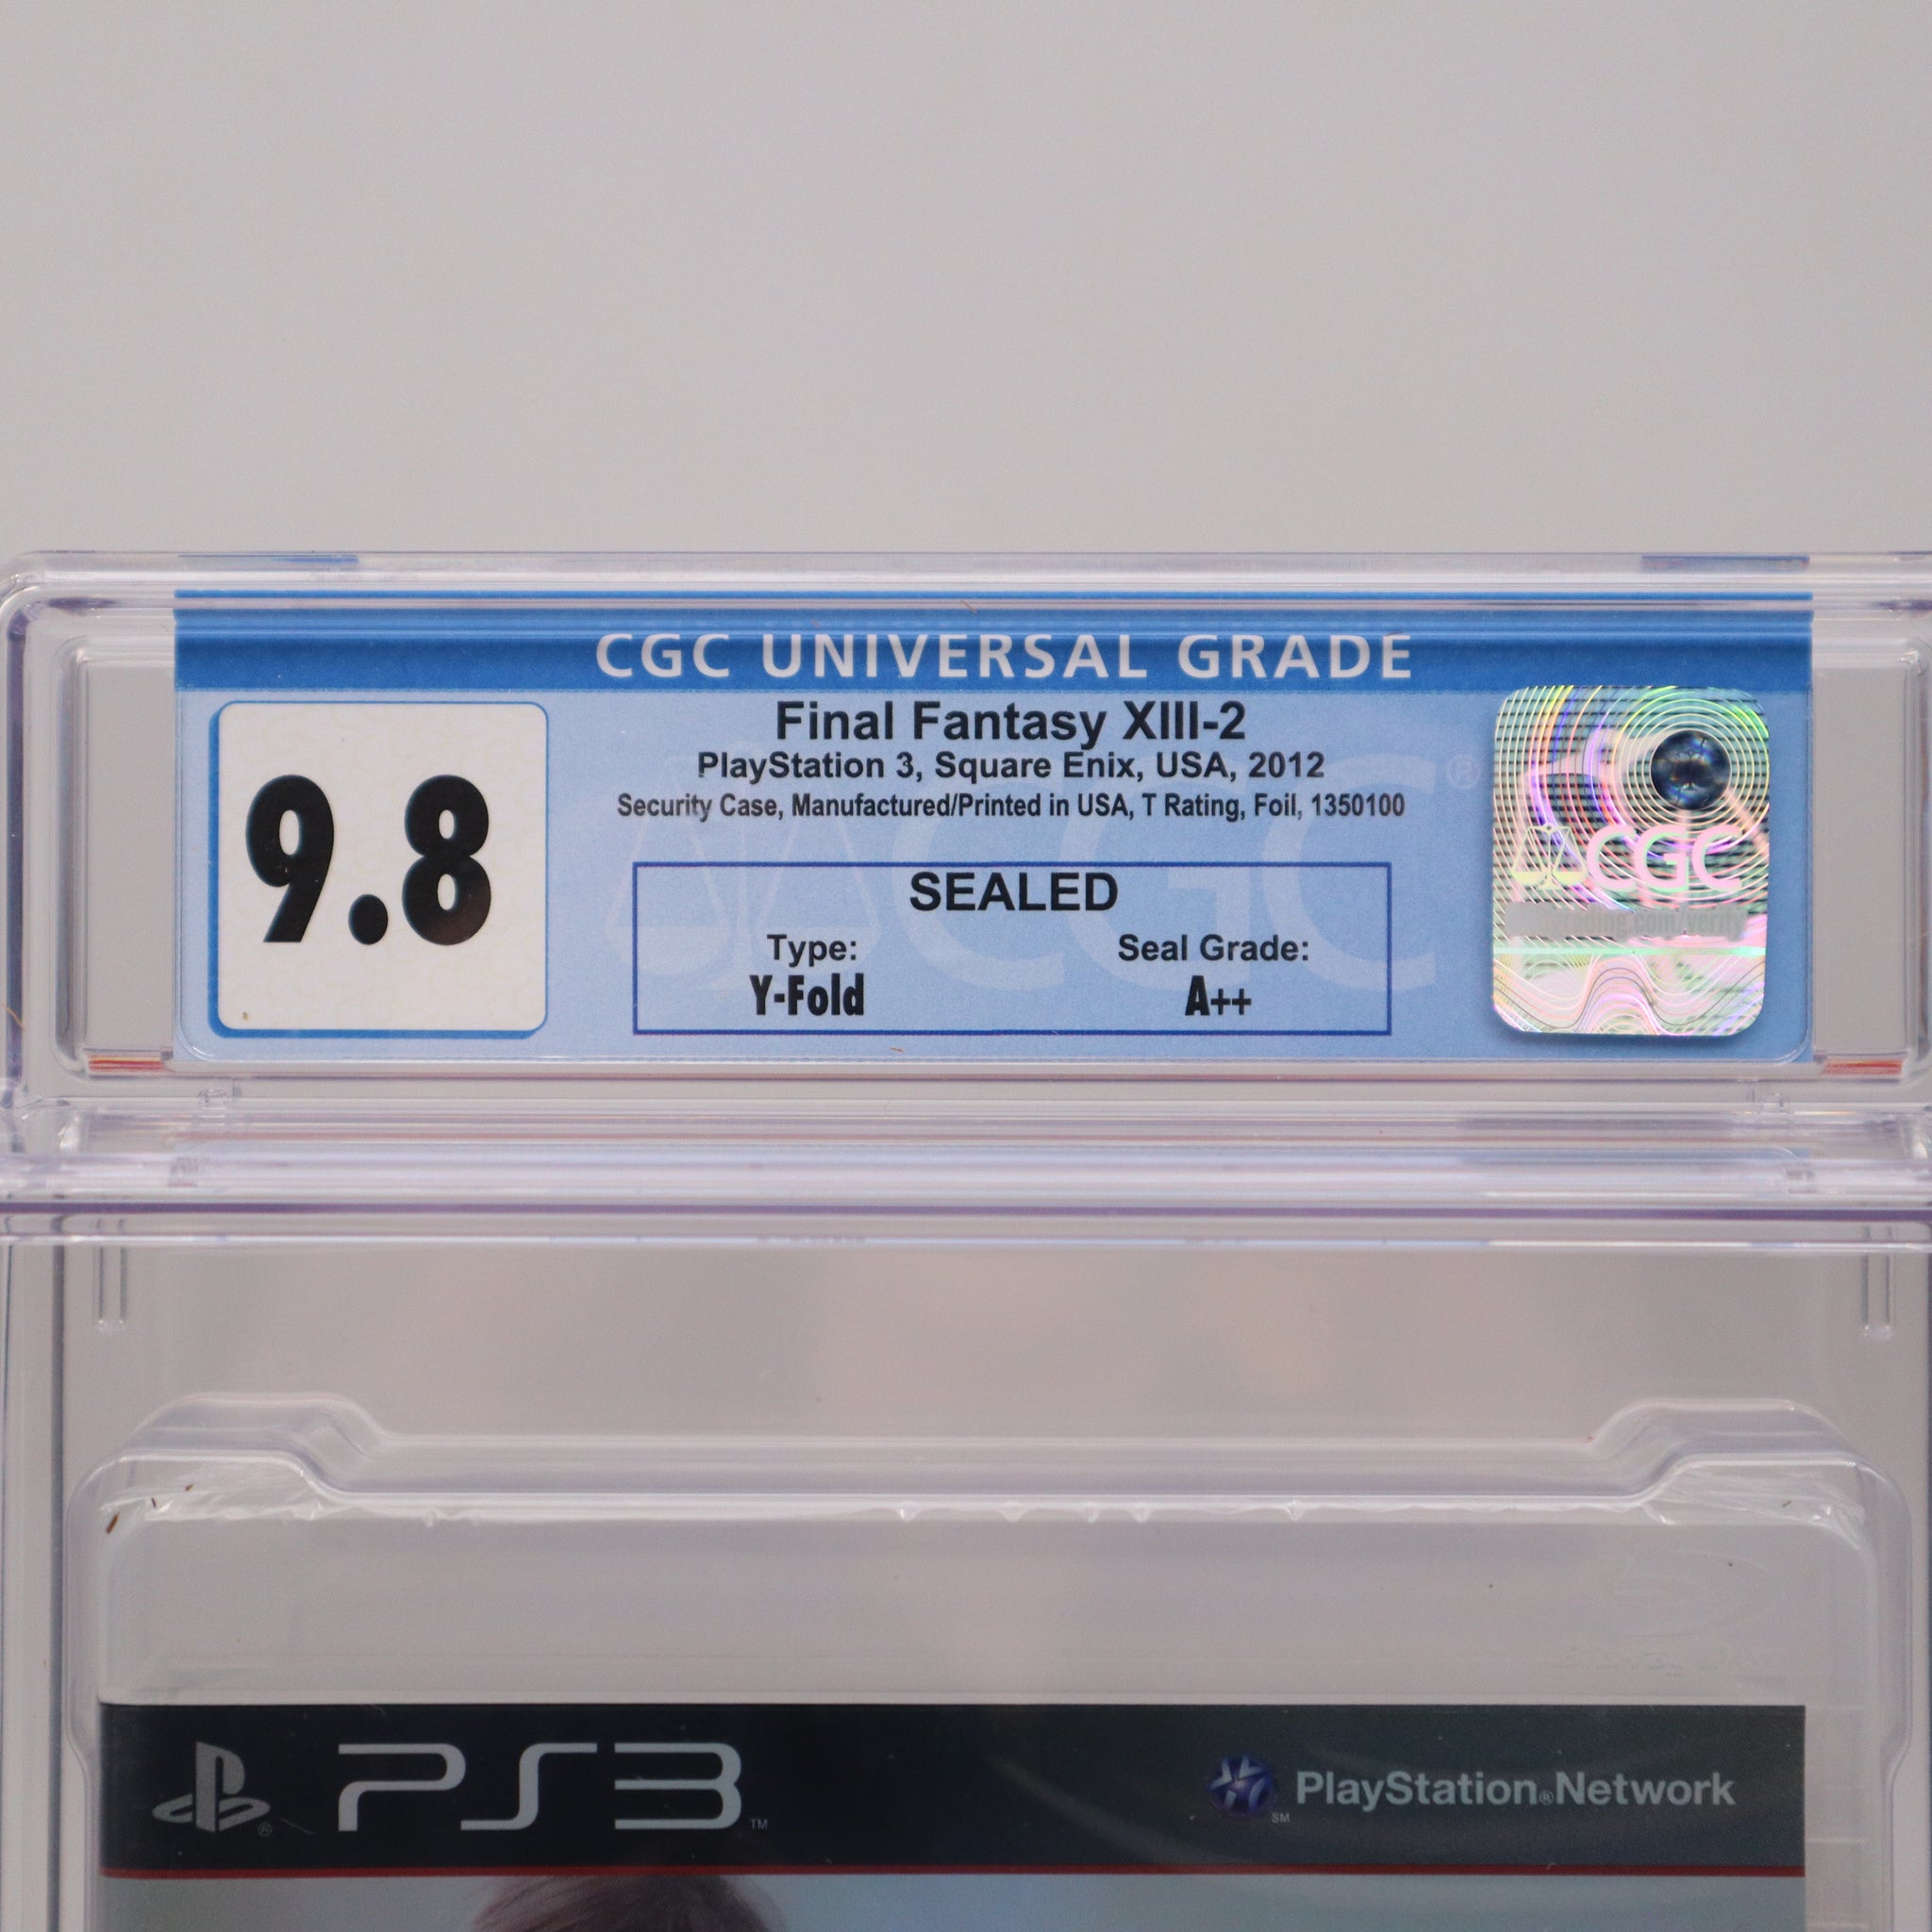 CGC UNIVERSAL GRADE
9.8
Final Fantasy XIII-2
PlayStation 3, Square Enix, USA, 2012
Security Case, Manufactured/Printed in USA, T Rating, Foil, 1350100
SEALED
Type:
Y-Fold
Seal Grade:
A++
CGC
PS3™
PlayStation®Network